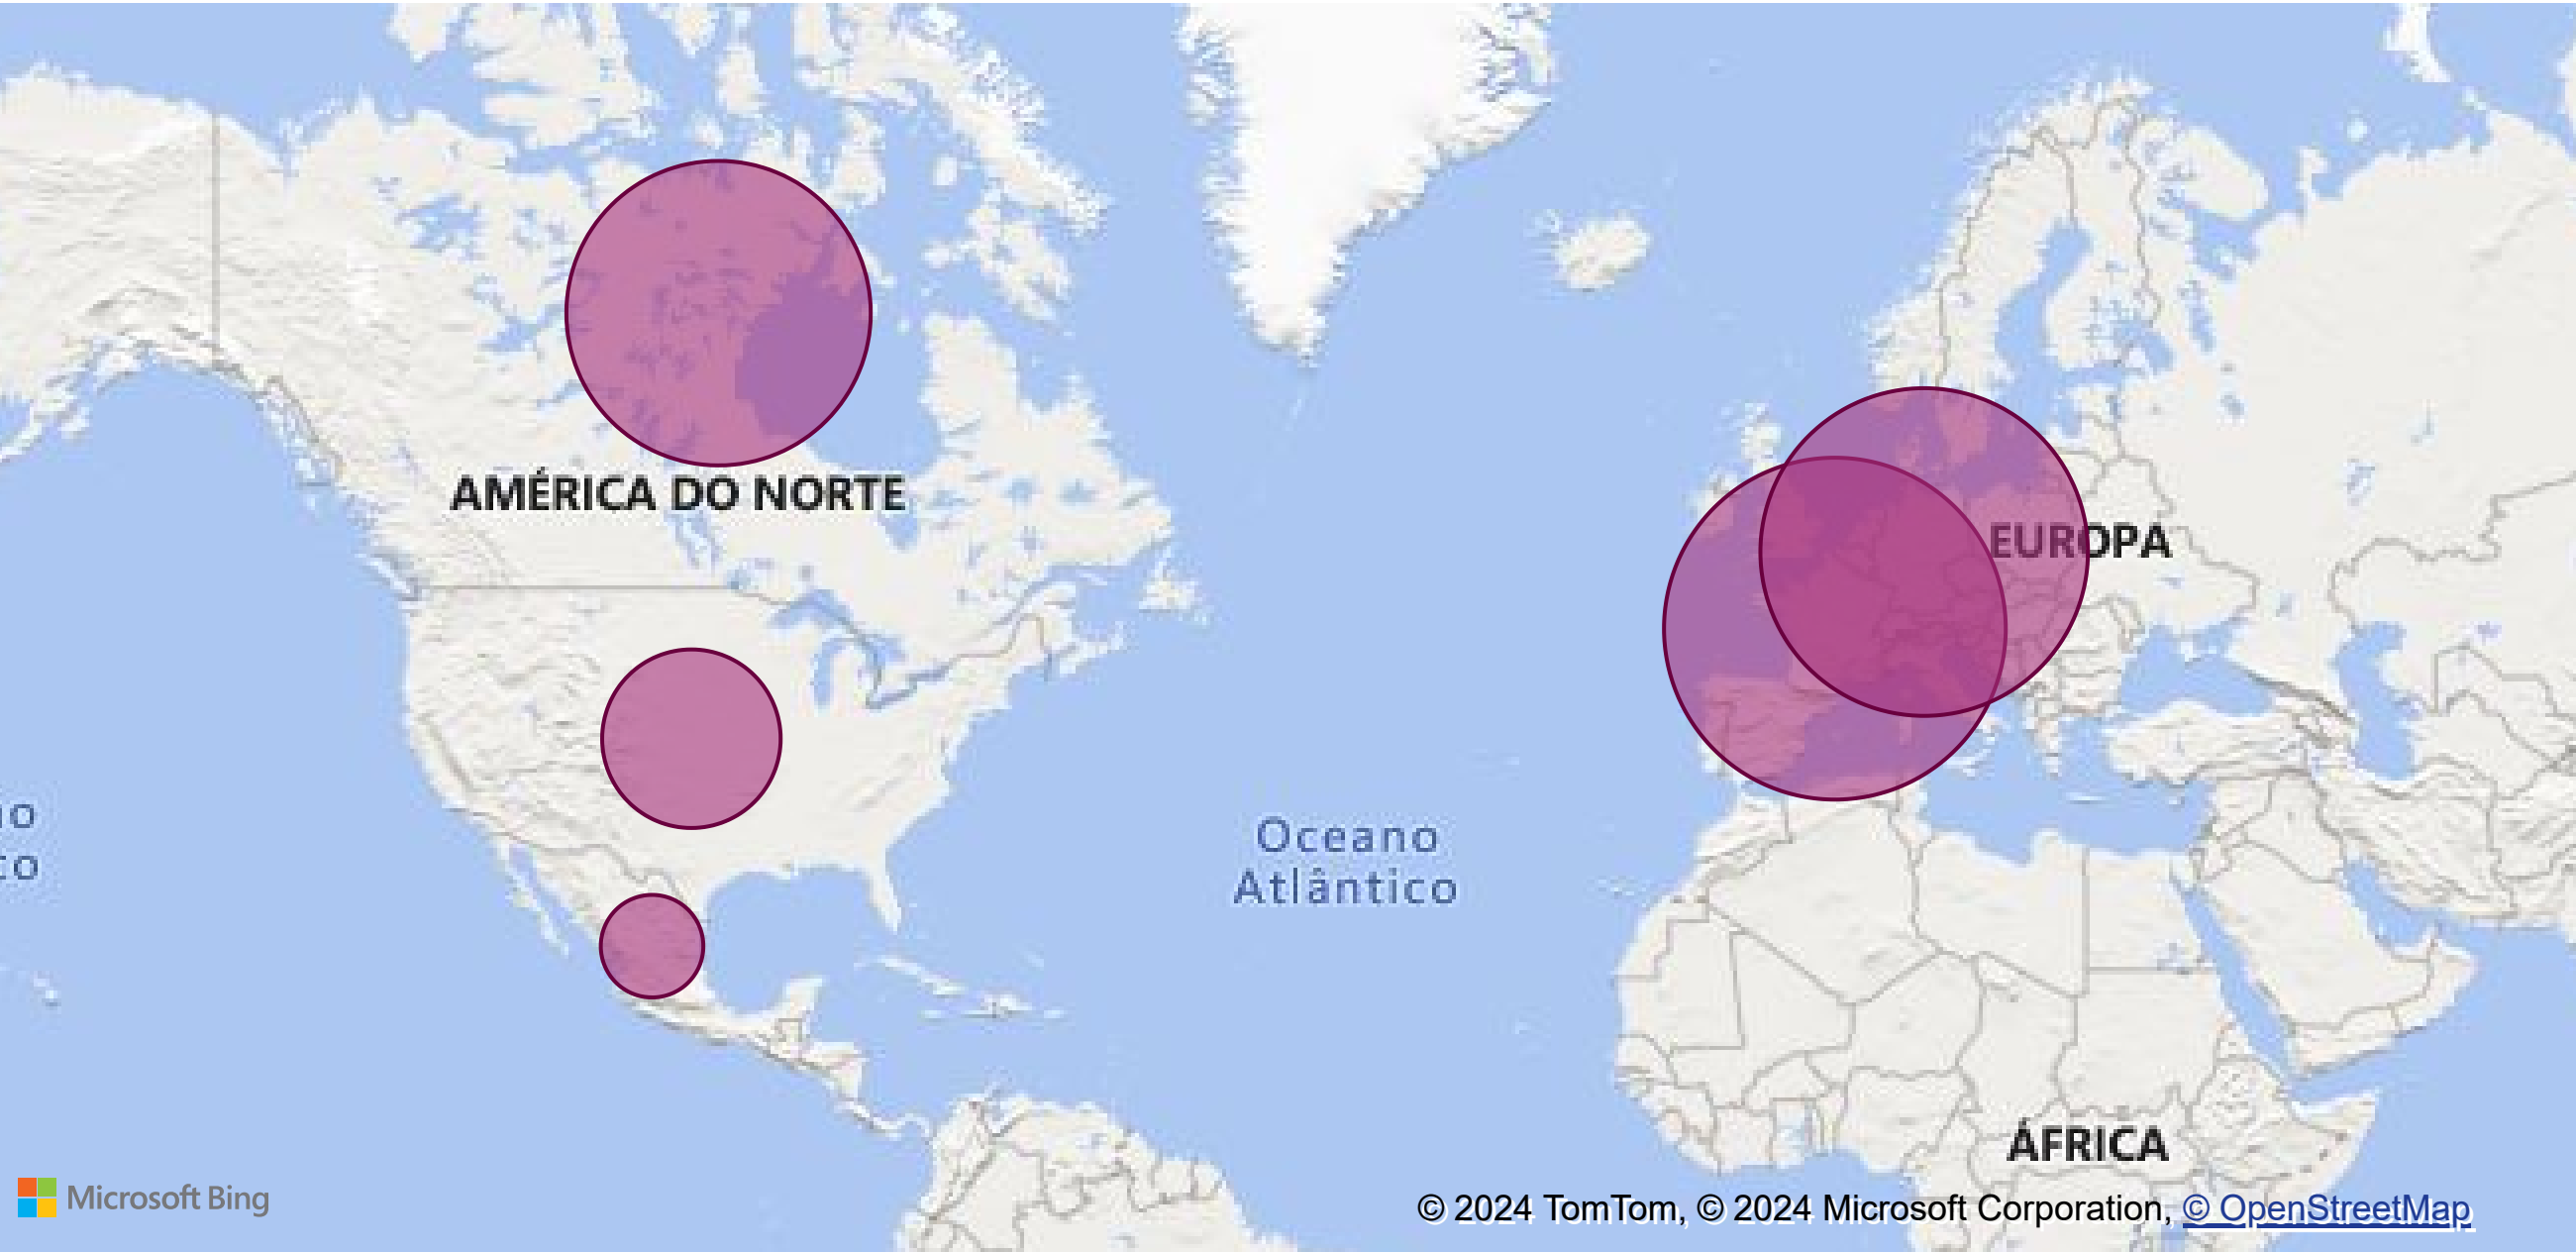 AMÉRICA DO NORTE
EUROPA
Oceano
Atlântico
ÁFRICA
Microsoft Bing
© 2024 TomTom, © 2024 Microsoft Corporation, © OpenStreetMap